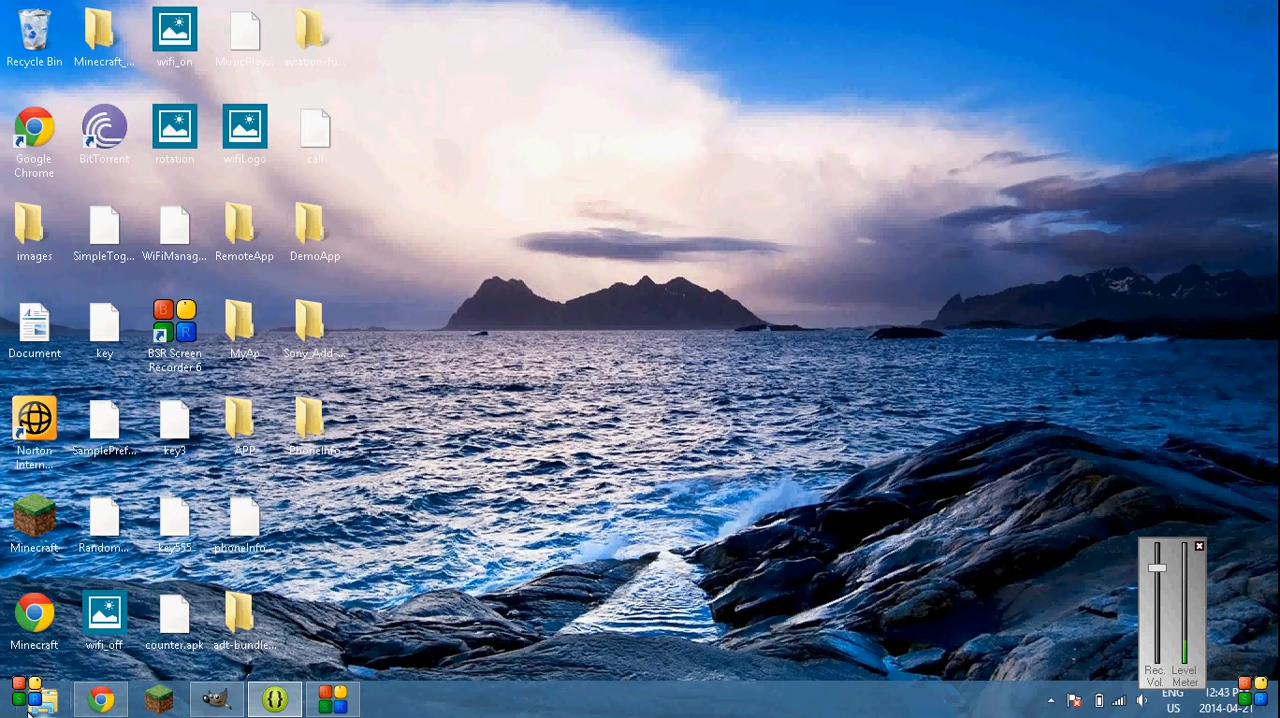 Recycle Bin
Minecraft_...
wifi_on
MusicPlay...
aviation-fu...
Google
Chrome
BitTorrent
rotation
wifiLogo
call
images
SimpleTog...
WiFiManag...
RemoteApp
DemoApp
Document
key
BSR Screen
Recorder 6
MyAp
Sony_Add-...
Norton
Intern...
SamplePref...
key3
APP
PhoneInfo
Minecraft
Random...
key555
phoneInfo...
Minecraft
wifi_off
counter.apk
adt-bundle...
Rec. Level
Vol. Meter
ENG
US
12:43 P
2014-04-21